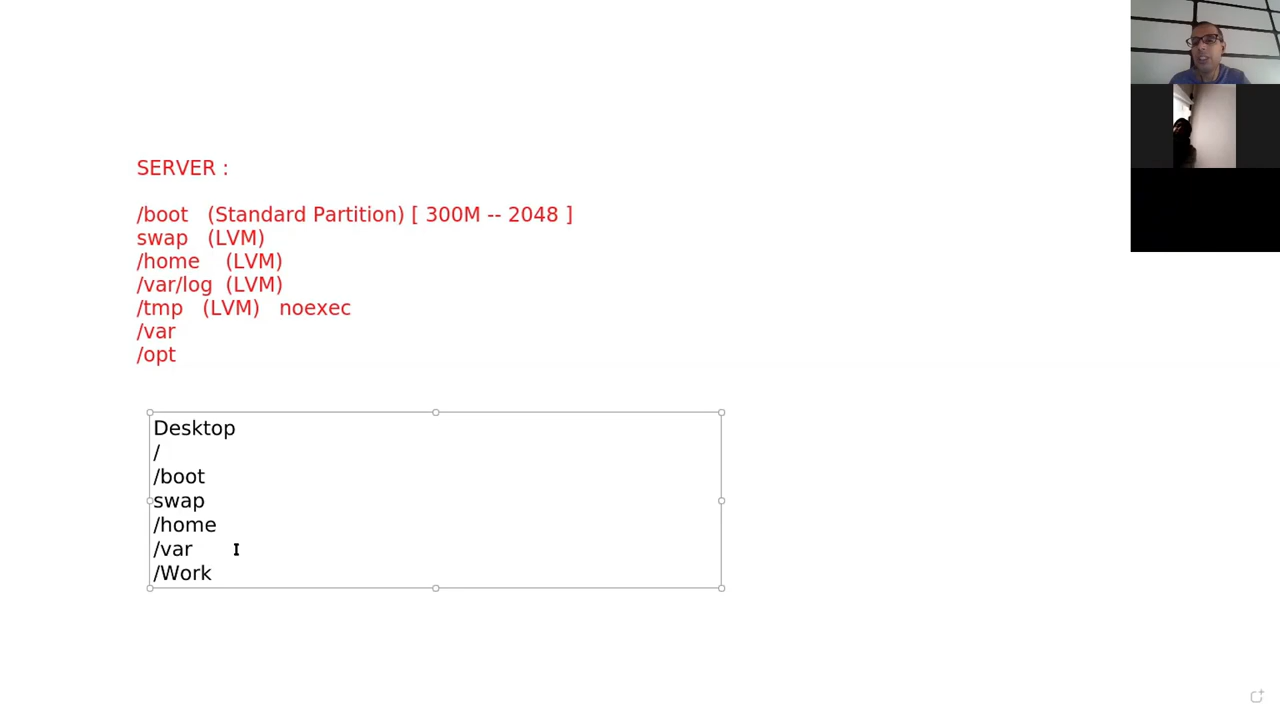 SERVER :
/boot (Standard Partition) [ 300M -- 2048 ]
swap (LVM)
/home (LVM)
/var/log (LVM)
/tmp (LVM) noexec
/var
/opt
Desktop
/
/boot
swap
/home
/var
/Work